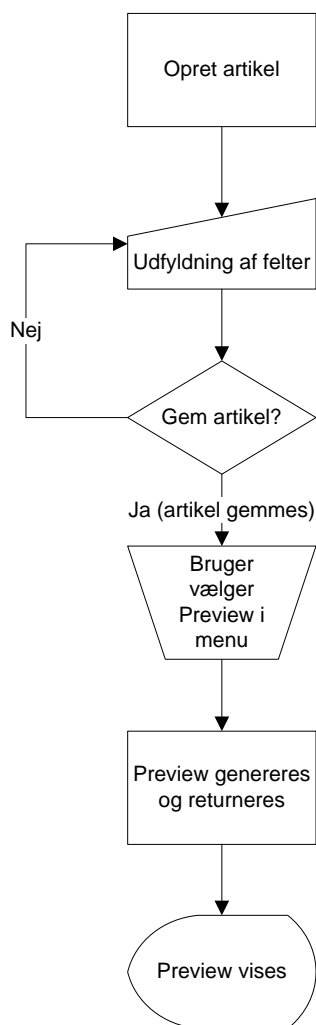 Opret artikel
Udfyldning af felter
Nej
Gem artikel?
Ja (artikel gemmes)
Bruger
vælger
Preview i
menu
Preview genereres
og returneres
Preview vises